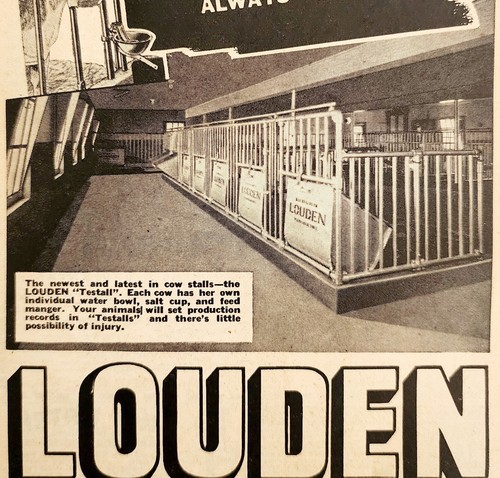 ALWAYS
LOUDEN
LOUDEN
The newest and latest in cow stalls—the
LOUDEN "Testall". Each cow has her own
individual water bowl, salt cup, and feed
manger. Your animals will set production
records in "Testalls" and there's little
possibility of injury.
LOUDEN